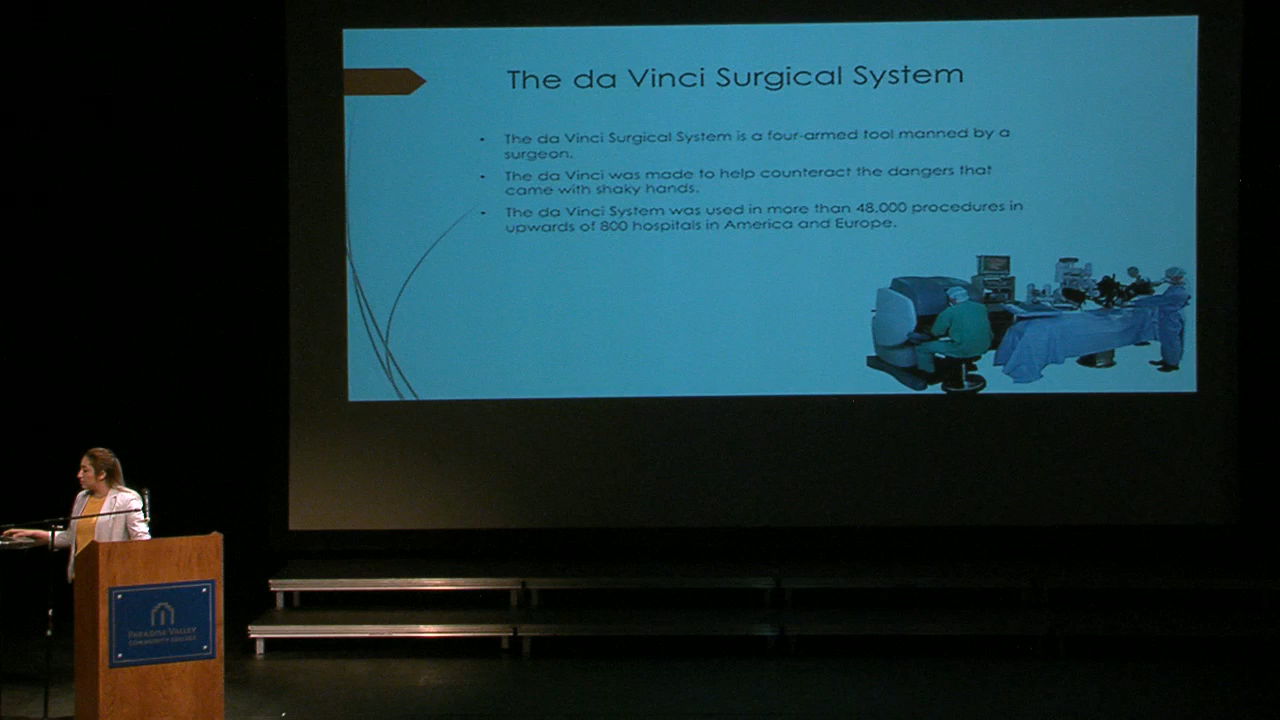 The da Vinci Surgical System
• The da Vinci Surgical System is a four-armed tool manned by a
surgeon.
• The da Vinci was made to help counteract the dangers that
came with shaky hands.
• The da Vinci System was used in more than 48,000 procedures in
upwards of 800 hospitals in America and Europe.
PARADISE VALLEY
COMMUNITY COLLEGE